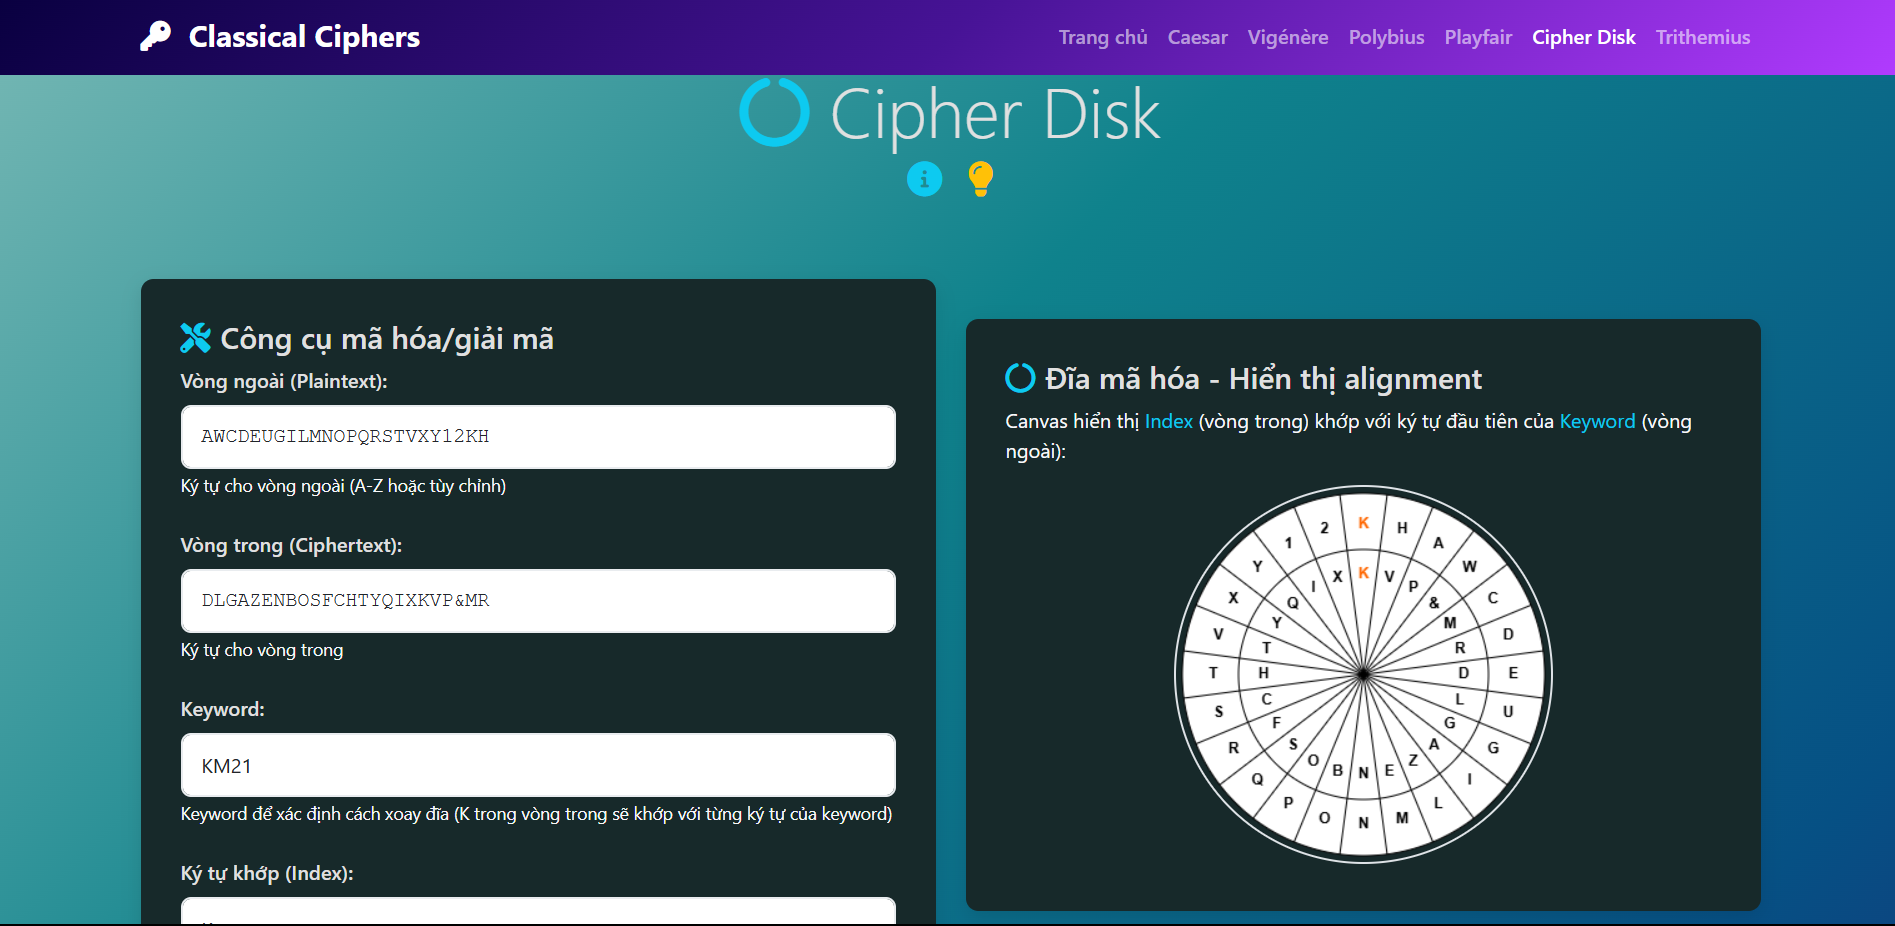 Classical Ciphers
Trang chủ Caesar Vigénère Polybius Playfair Cipher Disk Trithemius
Cipher Disk
Công cụ mã hóa/giải mã
Vòng ngoài (Plaintext):
AWCDEUGILMNOPQRSTVXY12KH
Ký tự cho vòng ngoài (A-Z hoặc tùy chỉnh)
Vòng trong (Ciphertext):
DLGAZENBOSFCHTYQIXKVP&MR
Ký tự cho vòng trong
Keyword:
KM21
Keyword để xác định cách xoay đĩa (K trong vòng trong sẽ khớp với từng ký tự của keyword)
Ký tự khớp (Index):
Đĩa mã hóa - Hiển thị alignment
Canvas hiển thị Index (vòng trong) khớp với ký tự đầu tiên của Keyword (vòng
ngoài):
K H A W C D E U G I L M N O P Q R S T V X Y 1 2
K V P & M R D L G A Z E N B O S F C H T Y Q I X